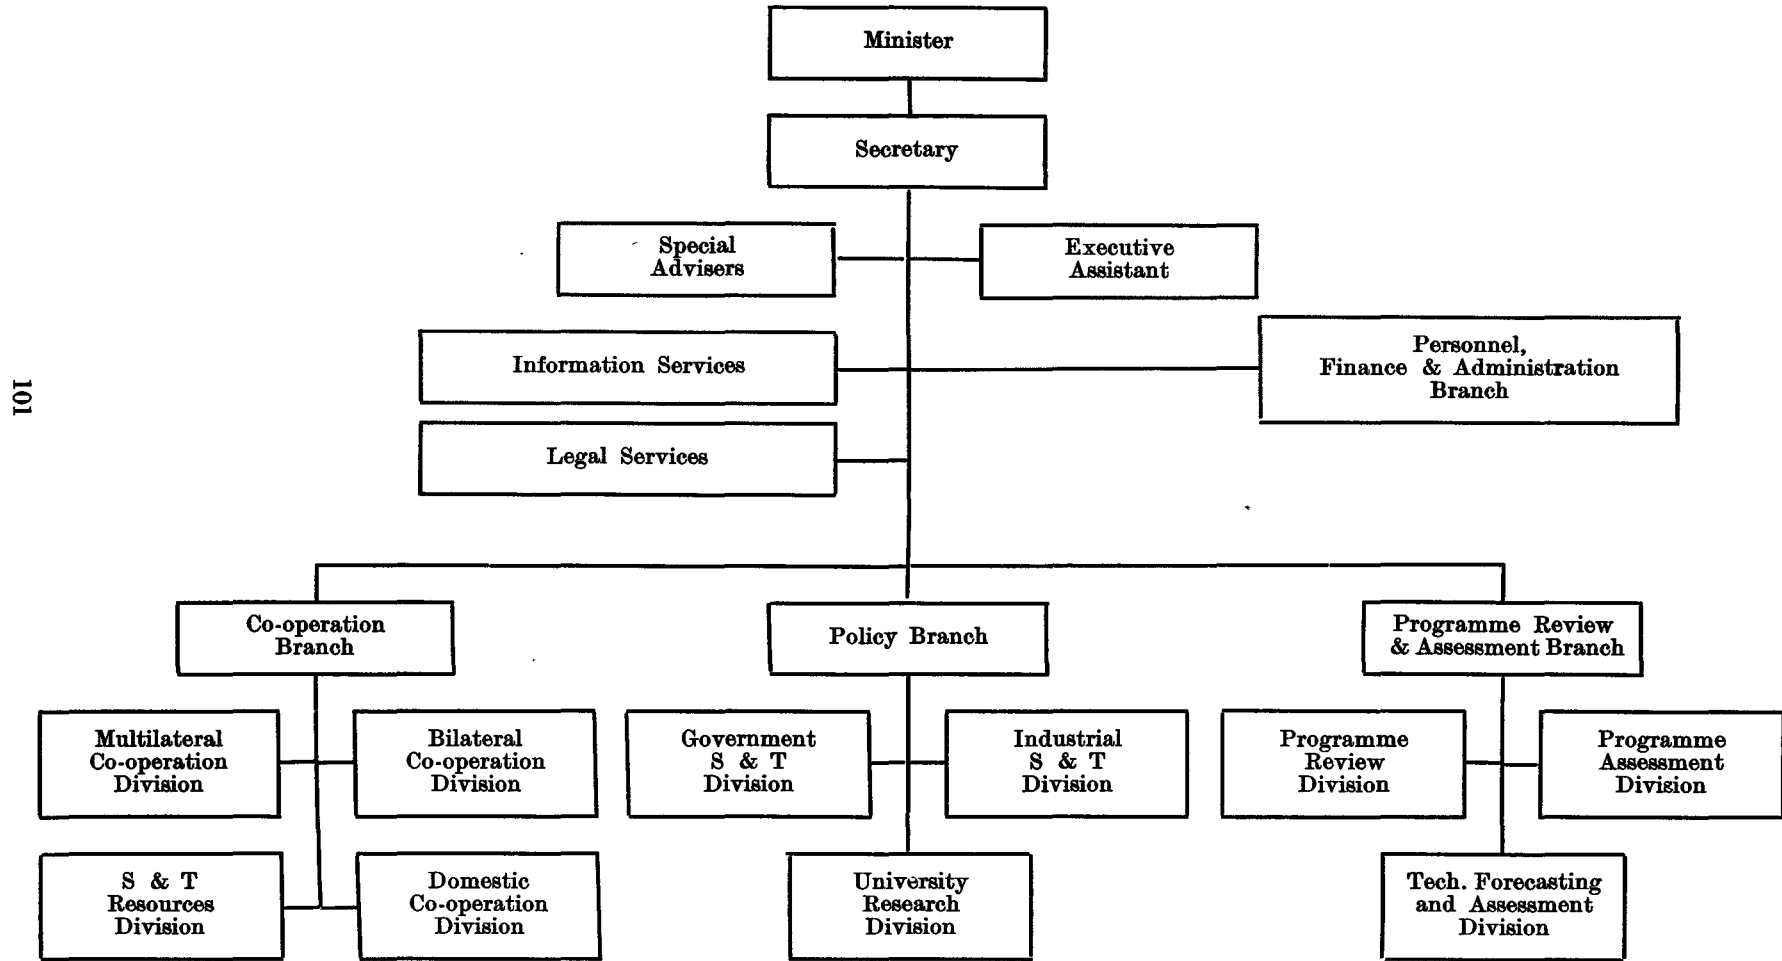 Minister
Secretary
Special
Advisers
Executive
Assistant
Information Services
Personnel,
Finance & Administration
Branch
101
Legal Services
Co-operation
Branch
Policy Branch
Programme Review
& Assessment Branch
Multilateral
Co-operation
Division
Bilateral
Co-operation
Division
Government
S & T
Division
Industrial
S & T
Division
Programme
Review
Division
Programme
Assessment
Division
S & T
Resources
Division
Domestic
Co-operation
Division
University
Research
Division
Tech. Forecasting
and Assessment
Division